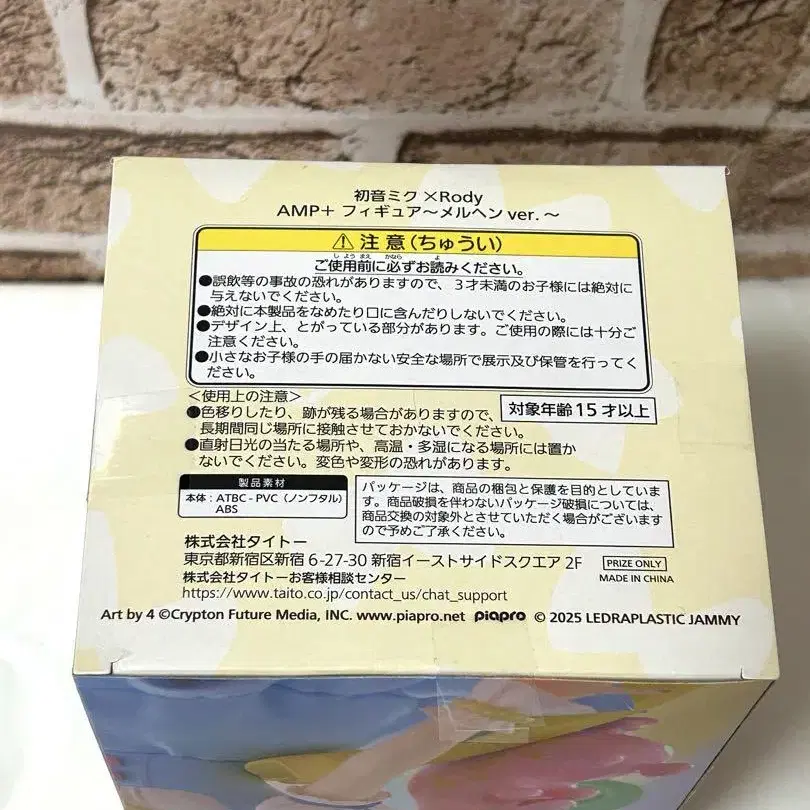 初音ミク×Rody
AMP+ フィギュア～メルヘン ver.～
⚠ 注意(ちゅうい)
しようまえ かなら よ
ご使用前に必ずお読みください。
●誤飲等の事故の恐れがありますので、3才未満のお子様には絶対に
与えないでください。
●絶対に本製品をなめたり口に含んだりしないでください。
●デザイン上、とがっている部分があります。ご使用の際には十分ご
注意ください。
●小さなお子様の手の届かない安全な場所で展示及び保管を行ってく
ださい。
＜使用上の注意＞
●色移りしたり、跡が残る場合がありますので、
長期間同じ場所に接触させておかないでください。
対象年齢15才以上
●直射日光の当たる場所や、高温・多湿になる場所には置か
ないでください。変色や変形の恐れがあります。
製品素材
本体：ATBC-PVC（ノンフタル）
ABS
パッケージは、商品の梱包と保護を目的としていま
す。商品破損を伴わないパッケージ破損については、
商品交換の対象外とさせていただく場合がございます
ので予めご了承ください。
株式会社タイトー
東京都新宿区新宿 6-27-30 新宿イーストサイドスクエア 2F
PRIZE ONLY
MADE IN CHINA
株式会社タイトーお客様相談センター
https://www.taito.co.jp/contact_us/chat_support
Art by 4 ©Crypton Future Media, INC. www.piapro.net piapro © 2025 LEDRAPLASTIC JAMMY